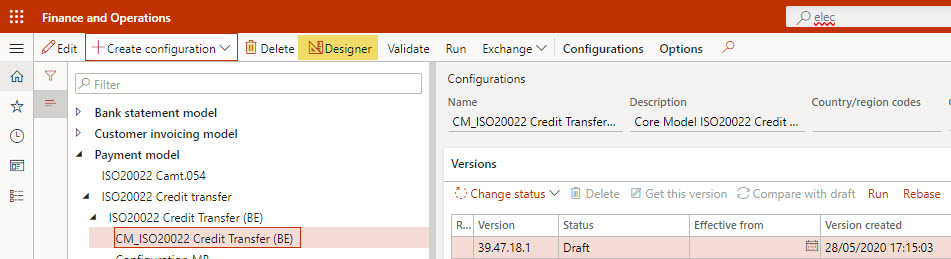 Finance and Operations
elec
Edit
Create configuration
Delete
Designer
Validate
Run
Exchange
Configurations
Options
Filter
Bank statement model
Customer invoicing model
Payment model
ISO20022 Camt.054
ISO20022 Credit transfer
ISO20022 Credit Transfer (BE)
CM_ISO20022 Credit Transfer (BE)
Configurations
Name
Description
Country/region codes
CM_ISO20022 Credit Transfer...
Core Model ISO20022 Credit ...
Versions
Change status
Delete
Get this version
Compare with draft
Run
Rebase
R...
Version
Status
Effective from
Version created
39.47.18.1
Draft
28/05/2020 17:15:03